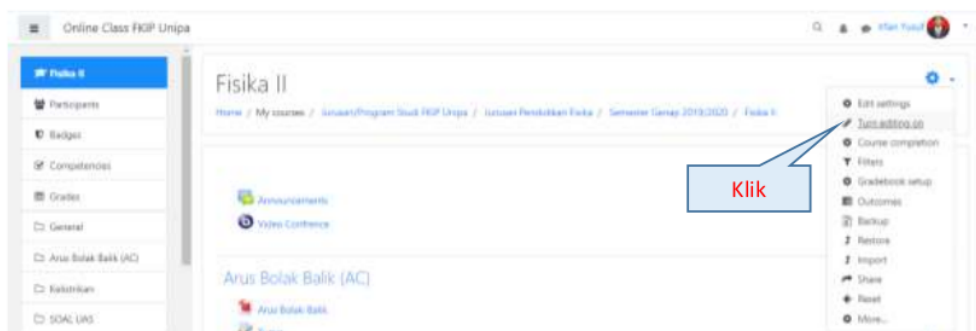 Online Class FKIP Unipa
Irfan Yusuf
Fisika II
Participants
Badges
Competencies
Grades
General
Arus Bolak Balik (AC)
Kelistrikan
SOAL UAS
Fisika II
Home / My courses / Jurusan/Program Studi FKIP Unipa / Jurusan Pendidikan Fisika / Semester Genap 2019/2020 / Fisika II
Announcements
Video Confrence
Arus Bolak Balik (AC)
Arus Bolak Balik
Edit settings
Turn editing on
Course completion
Filters
Gradebook setup
Outcomes
Backup
Restore
Import
Share
Reset
More...
Klik